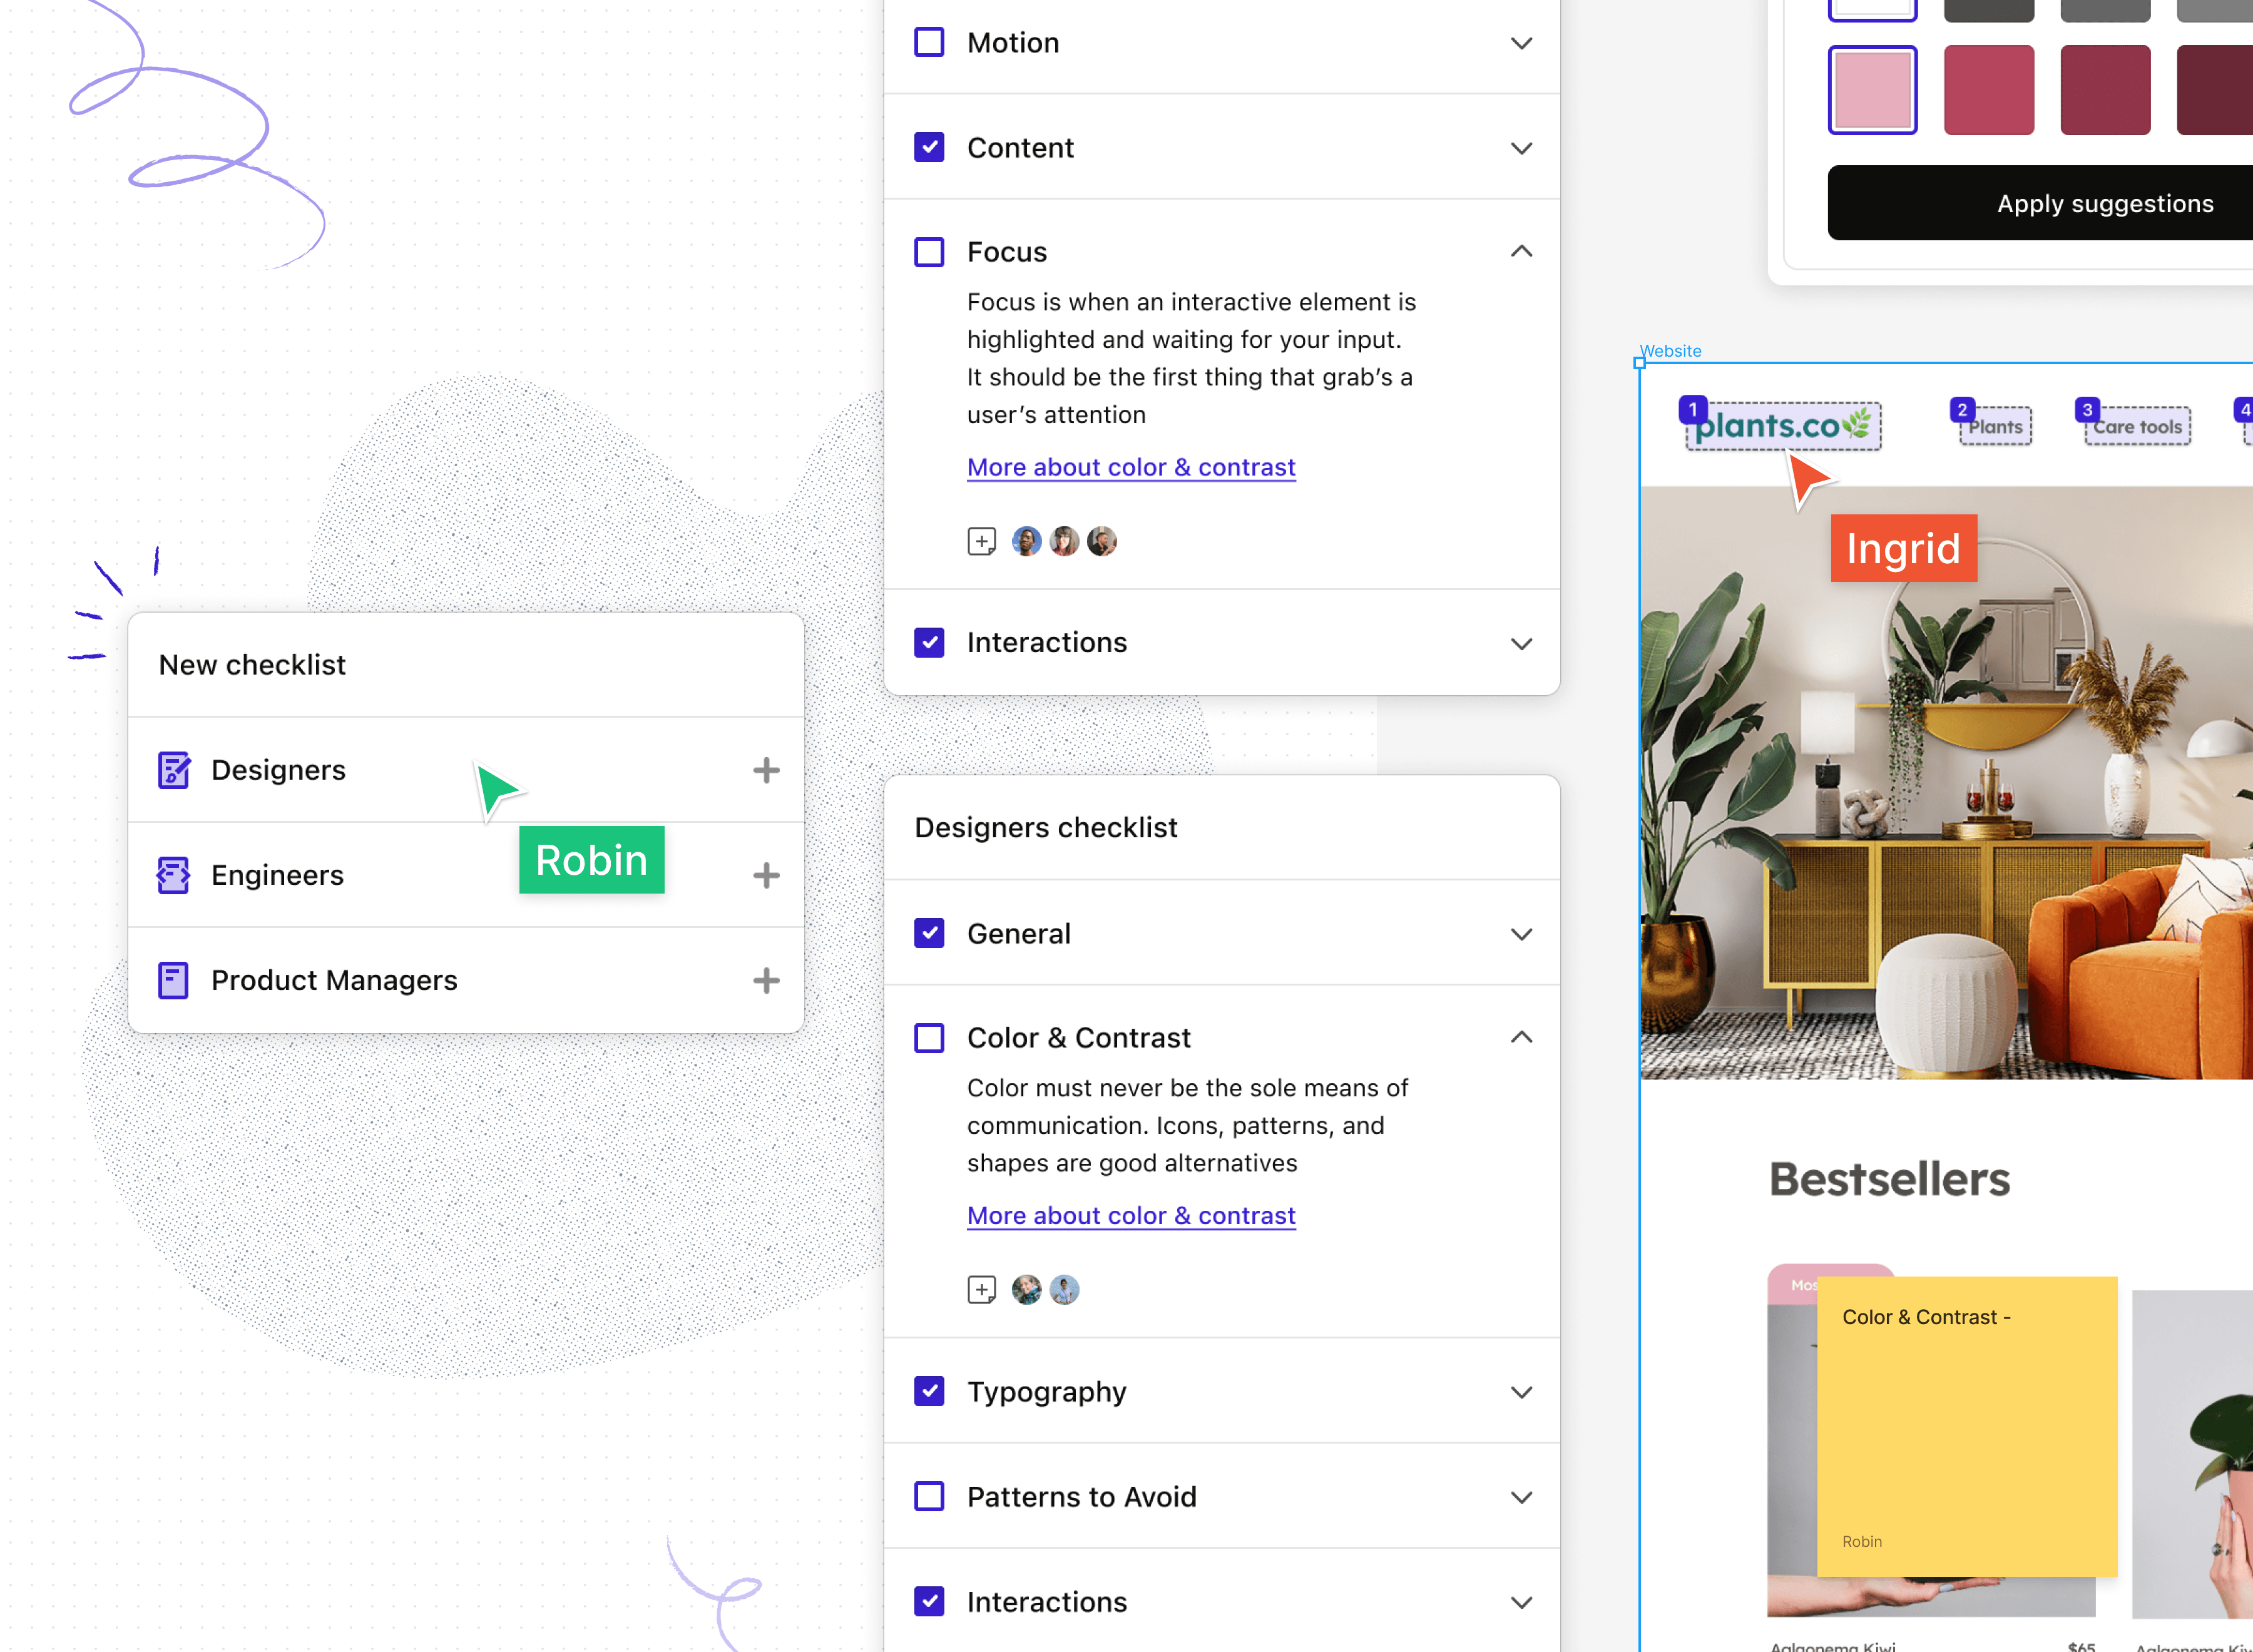 Motion
Content
Focus
Focus is when an interactive element is
highlighted and waiting for your input.
It should be the first thing that grab’s a
user’s attention
More about color & contrast
Interactions
New checklist
Designers
Engineers
Product Managers
Robin
Designers checklist
General
Color & Contrast
Color must never be the sole means of
communication. Icons, patterns, and
shapes are good alternatives
More about color & contrast
Typography
Patterns to Avoid
Interactions
Apply suggestions
Website
1 plants.co
2 Plants
3 Care tools
4
Ingrid
Bestsellers
Color & Contrast -
Robin
Aglaonema Kiwi
$65